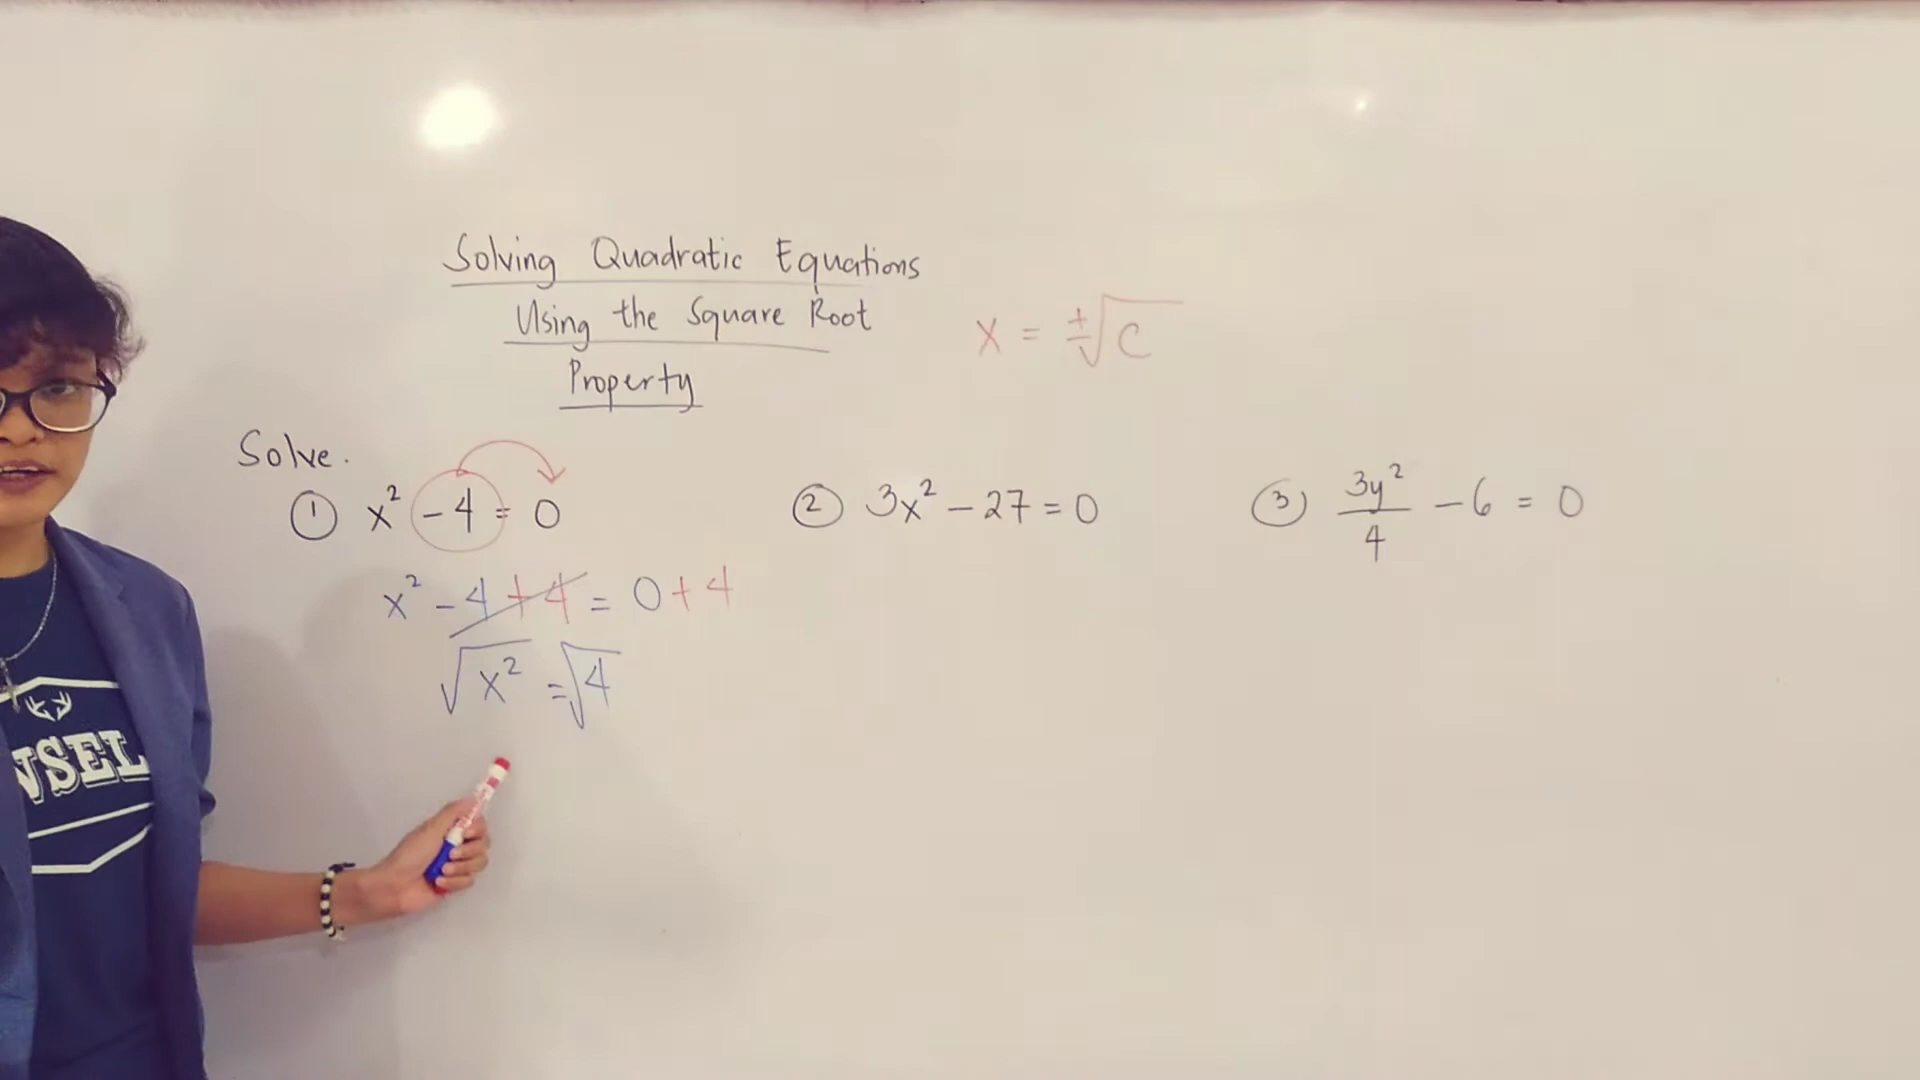 Solving Quadratic Equations
Using the Square Root
Property
x = ±√c
Solve.
① x² - 4 = 0
x² - 4 + 4 = 0 + 4
√x² = √4
② 3x² - 27 = 0
③ 3y²/4 - 6 = 0